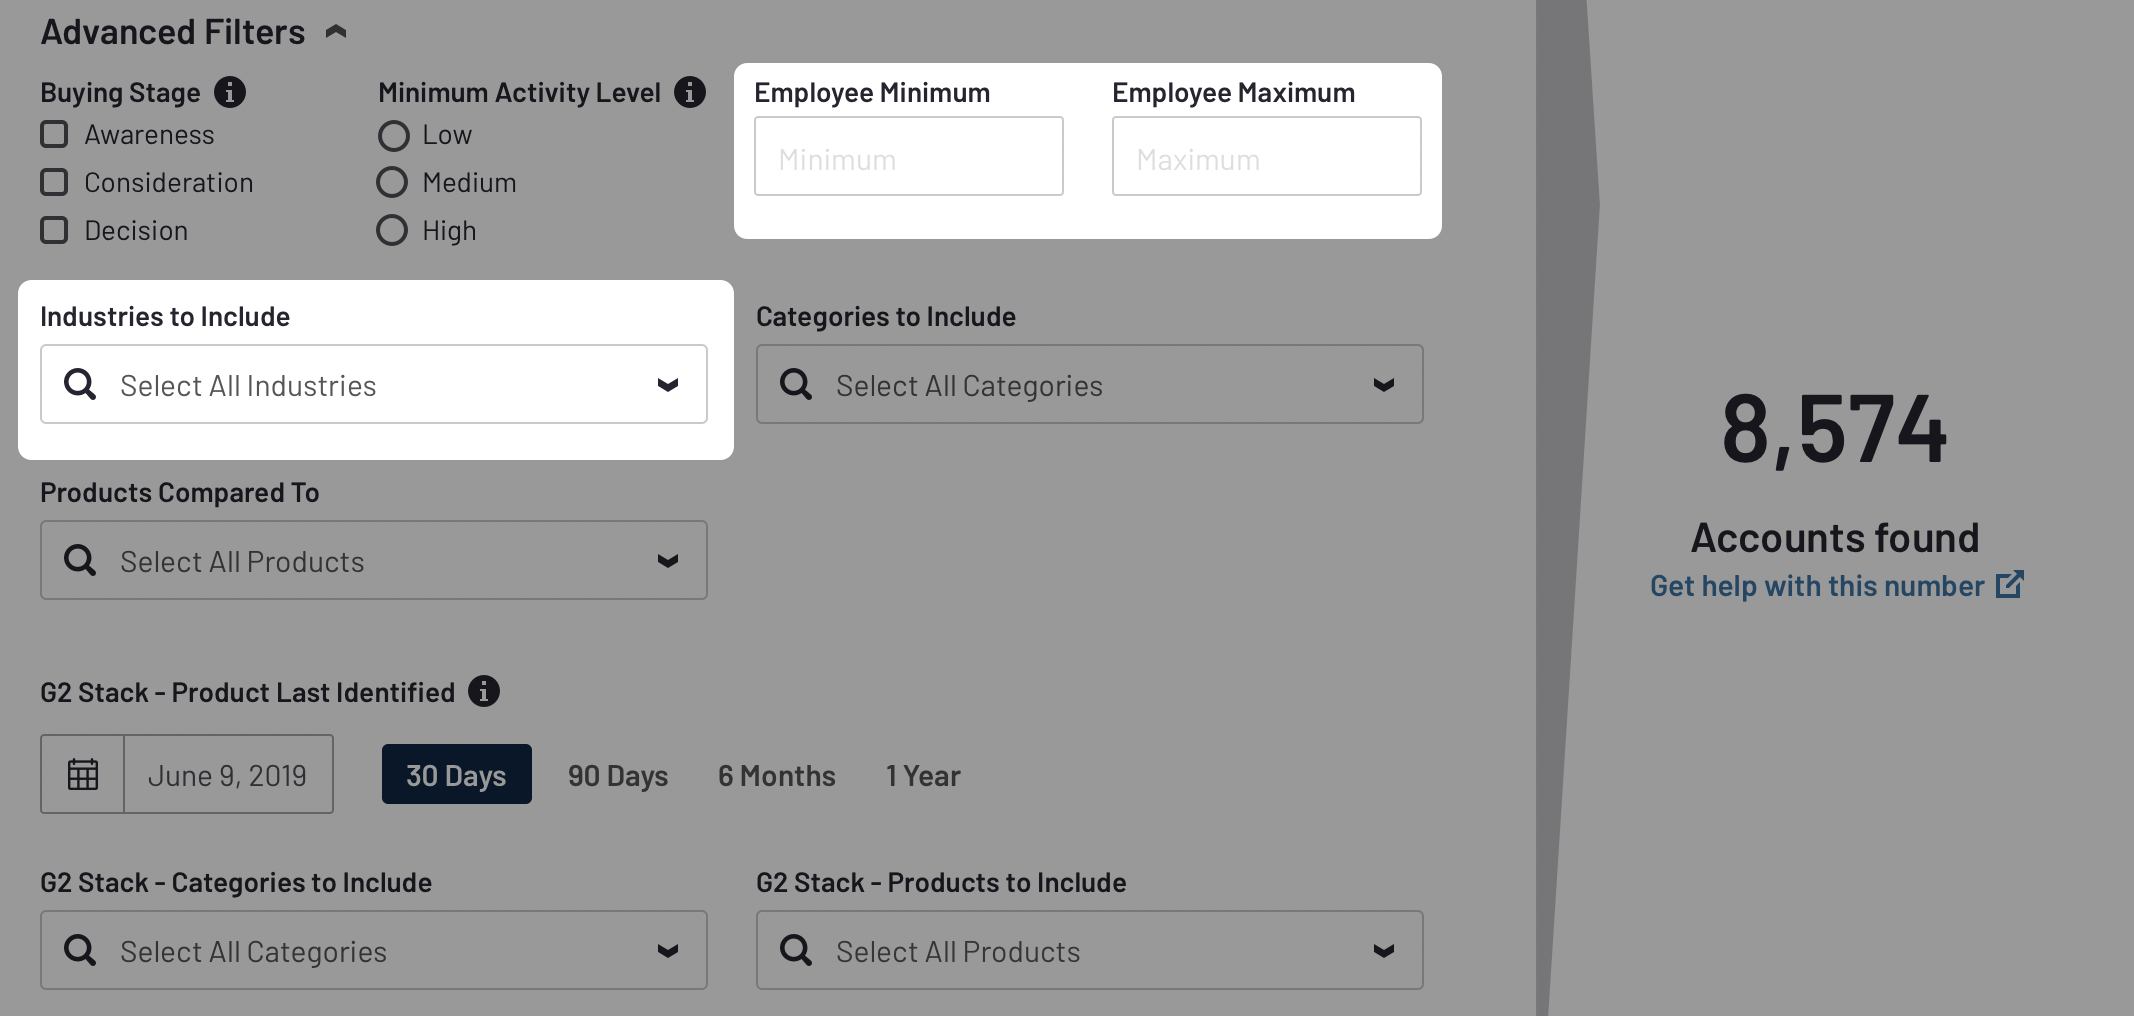 Advanced Filters
Buying Stage
Awareness
Consideration
Decision
Minimum Activity Level
Low
Medium
High
Employee Minimum
Minimum
Employee Maximum
Maximum
Industries to Include
Select All Industries
Categories to Include
Select All Categories
Products Compared To
Select All Products
G2 Stack - Product Last Identified
June 9, 2019
30 Days
90 Days
6 Months
1 Year
G2 Stack - Categories to Include
Select All Categories
G2 Stack - Products to Include
Select All Products
8,574
Accounts found
Get help with this number